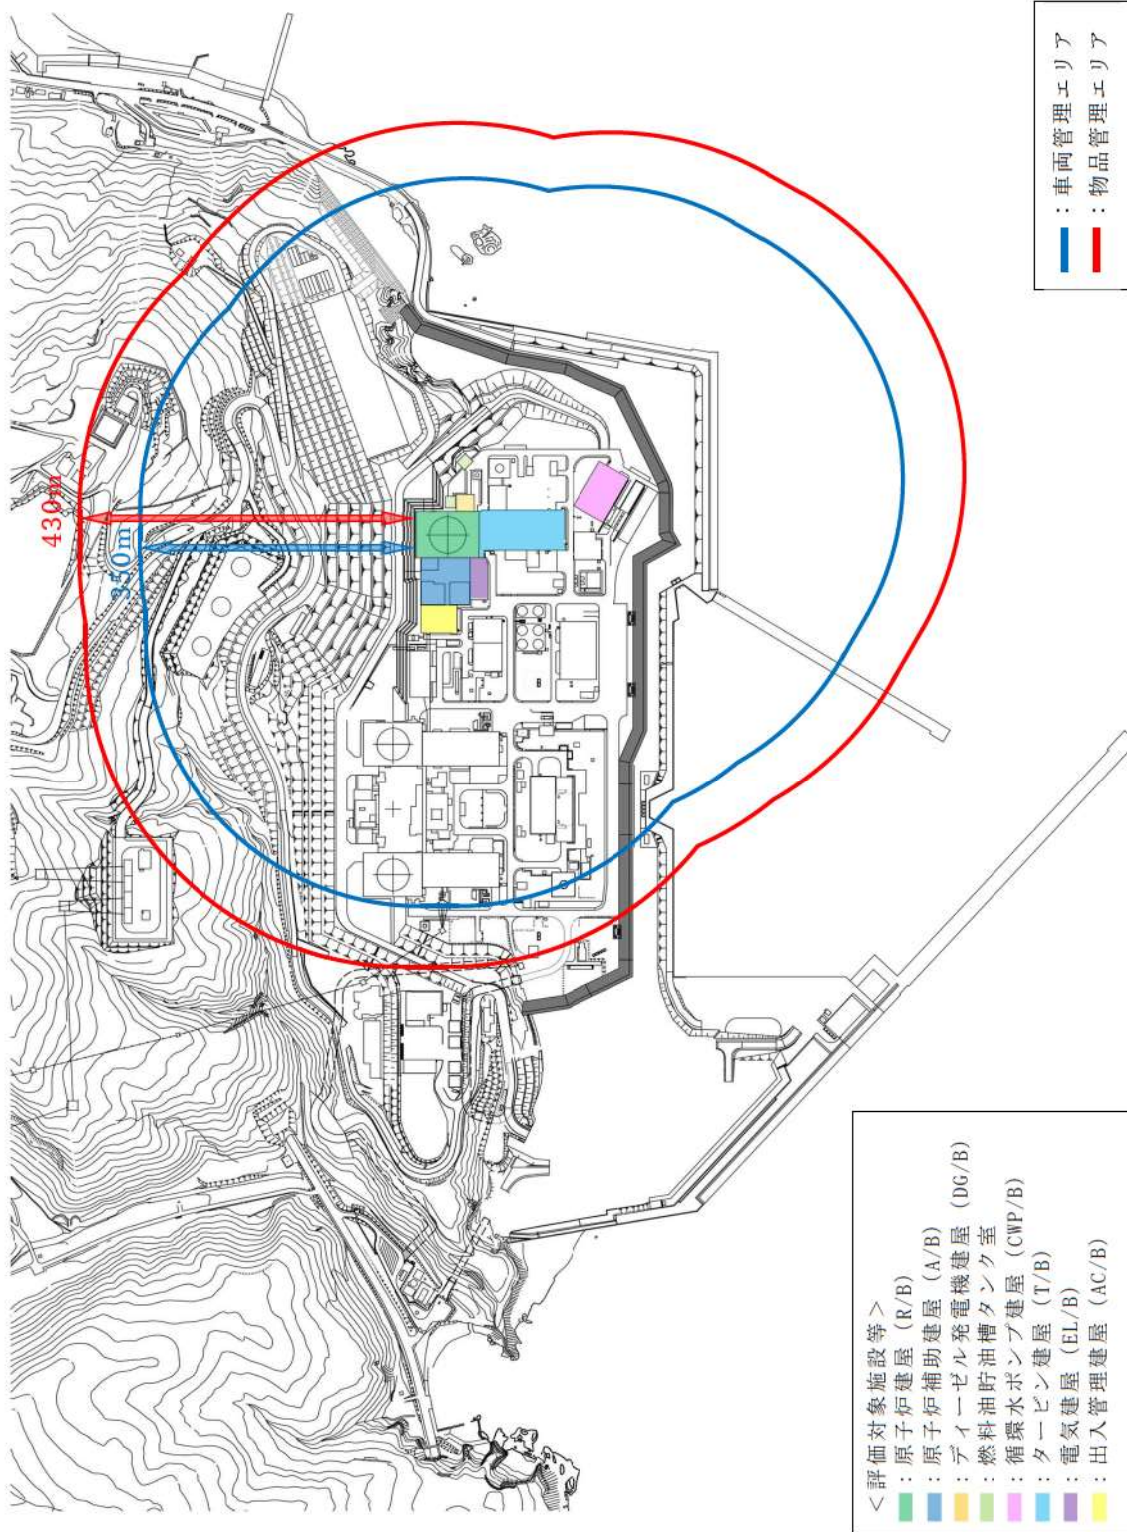 430m
350m
：車両管理エリア
：物品管理エリア
＜評価対象施設等＞
：原子炉建屋（R/B）
：原子炉補助建屋（A/B）
：ディーゼル発電機建屋（DG/B）
：燃料油貯油槽タンク室
：循環水ポンプ建屋（CWP/B）
：タービン建屋（T/B）
：電気建屋（EL/B）
：出入管理建屋（AC/B）